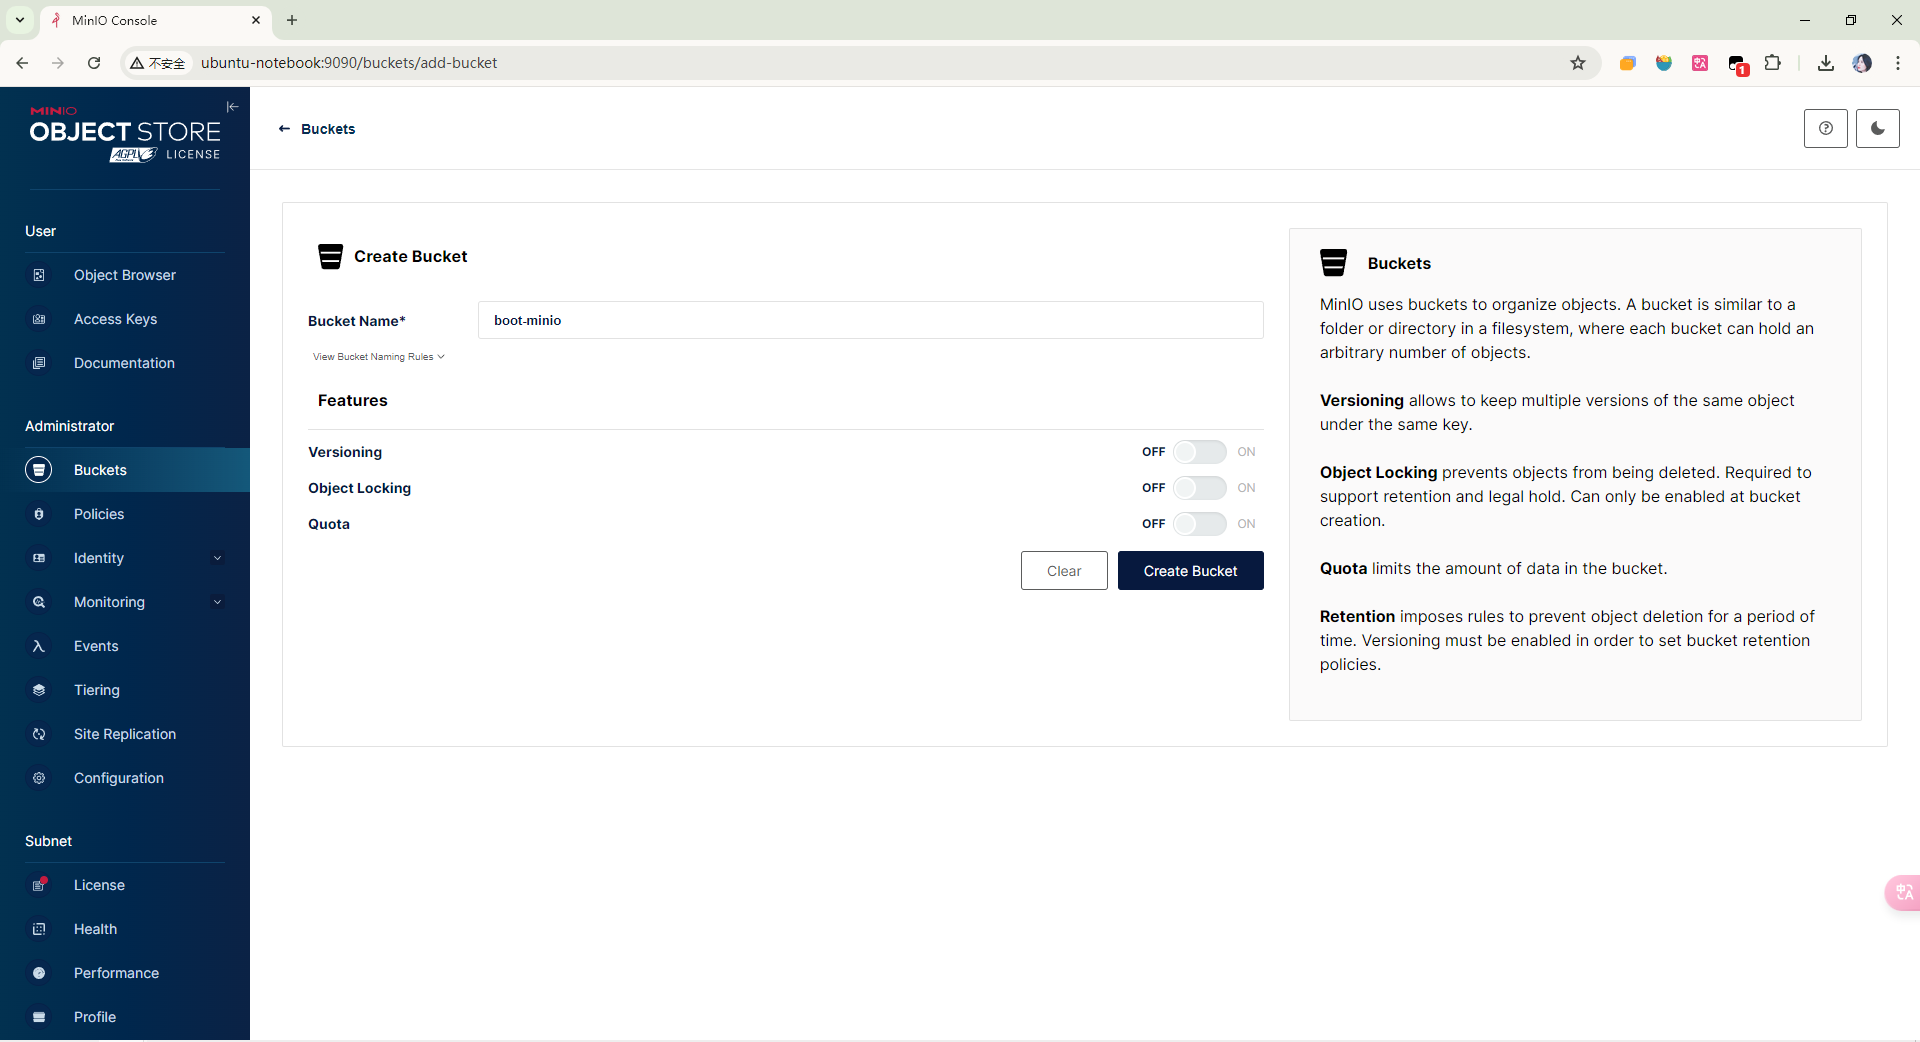 MinIO Console
不安全
ubuntu-notebook:9090/buckets/add-bucket
1
MINIO
OBJECT STORE
AGPLv3 LICENSE
User
Object Browser
Access Keys
Documentation
Administrator
Buckets
Policies
Identity
Monitoring
Events
Tiering
Site Replication
Configuration
Subnet
License
Health
Performance
Profile
Buckets
Create Bucket
Bucket Name*
boot-minio
View Bucket Naming Rules
Features
Versioning
OFF ON
Object Locking
OFF ON
Quota
OFF ON
Clear
Create Bucket
Buckets
MinIO uses buckets to organize objects. A bucket is similar to a
folder or directory in a filesystem, where each bucket can hold an
arbitrary number of objects.
Versioning allows to keep multiple versions of the same object
under the same key.
Object Locking prevents objects from being deleted. Required to
support retention and legal hold. Can only be enabled at bucket
creation.
Quota limits the amount of data in the bucket.
Retention imposes rules to prevent object deletion for a period of
time. Versioning must be enabled in order to set bucket retention
policies.